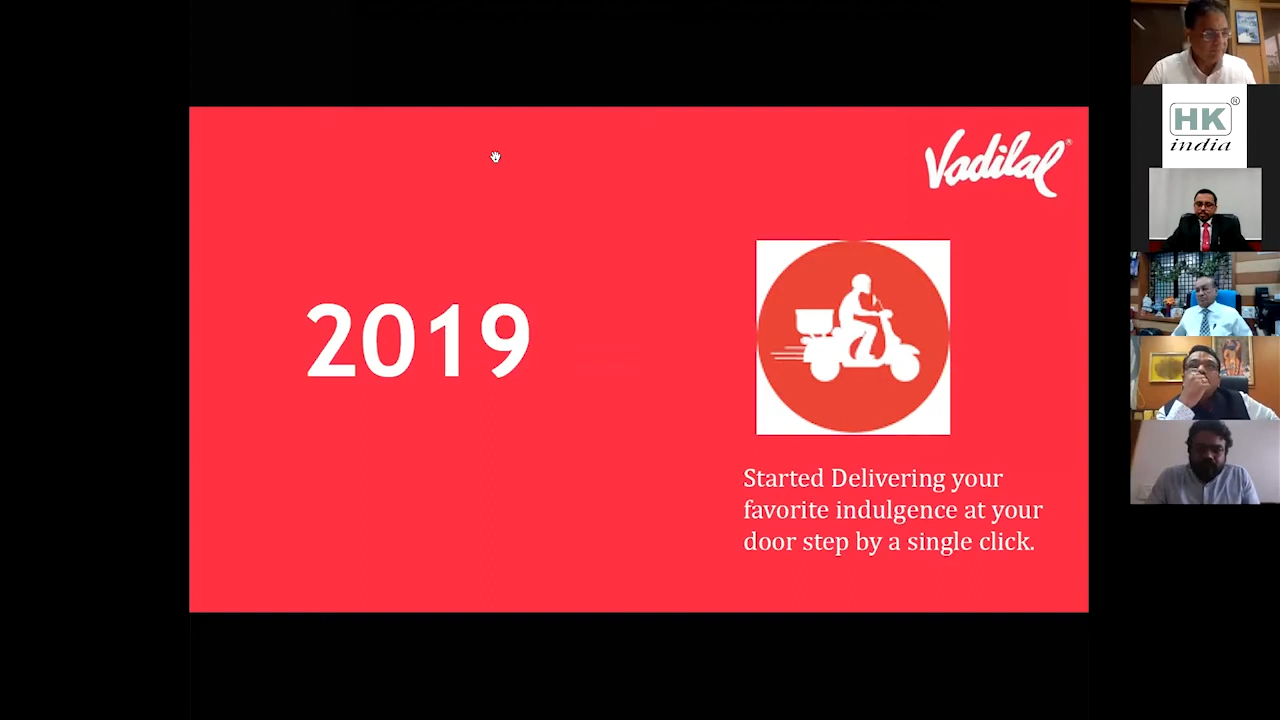 Vadilal®
2019
Started Delivering your
favorite indulgence at your
door step by a single click.
HK®
india